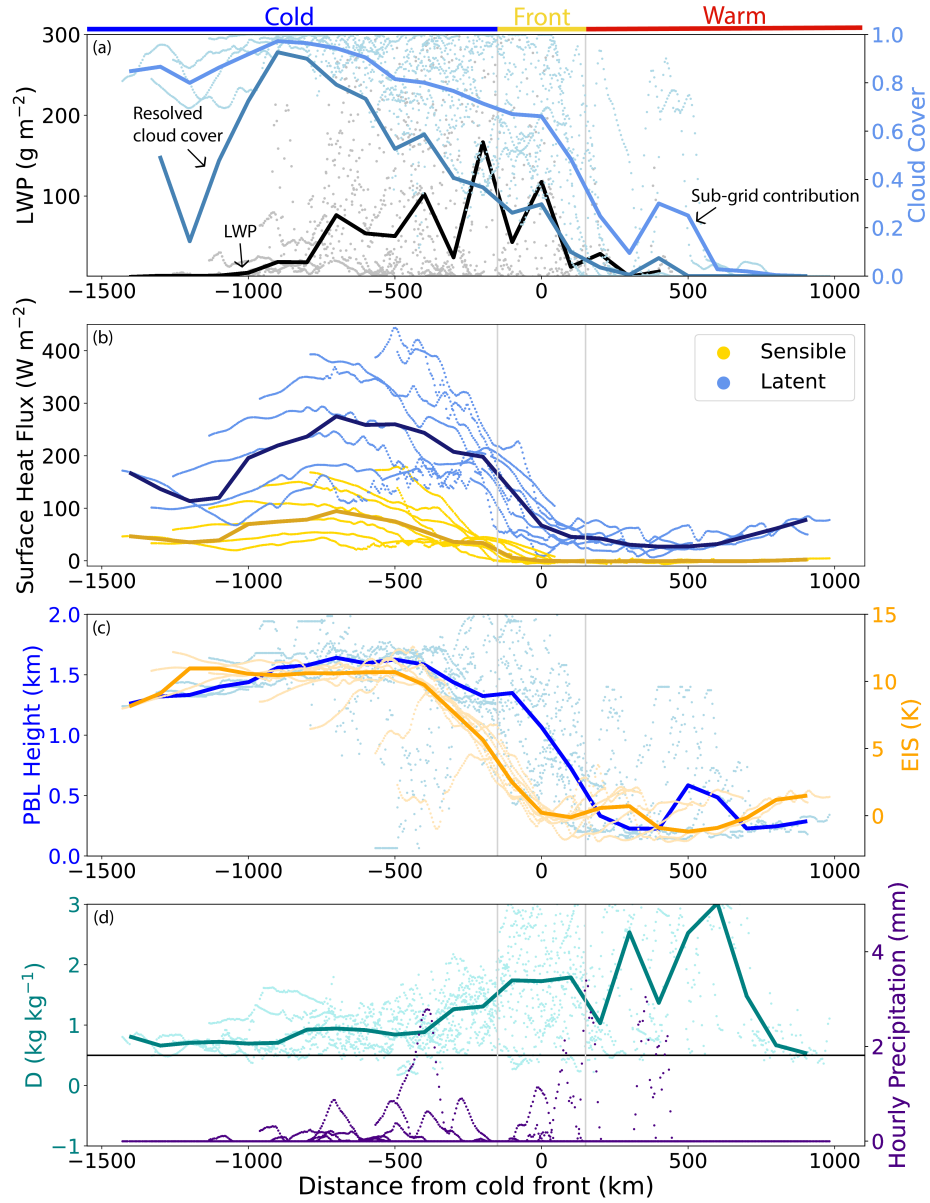 Cold Front Warm
(a)
300
200
100
LWP (g m−2)
Resolved
cloud cover
LWP
Sub-grid contribution
1.0
0.8
0.6
0.4
0.2
0.0
Cloud Cover
−1500 −1000 −500 0 500 1000
(b)
400
300
200
100
0
Surface Heat Flux (W m−2)
Sensible
Latent
−1500 −1000 −500 0 500 1000
(c)
2.0
1.5
1.0
0.5
0.0
PBL Height (km)
15
10
5
0
EIS (K)
−1500 −1000 −500 0 500 1000
(d)
3
2
1
0
−1
D (kg kg−1)
4
2
0
Hourly Precipitation (mm)
−1500 −1000 −500 0 500 1000
Distance from cold front (km)